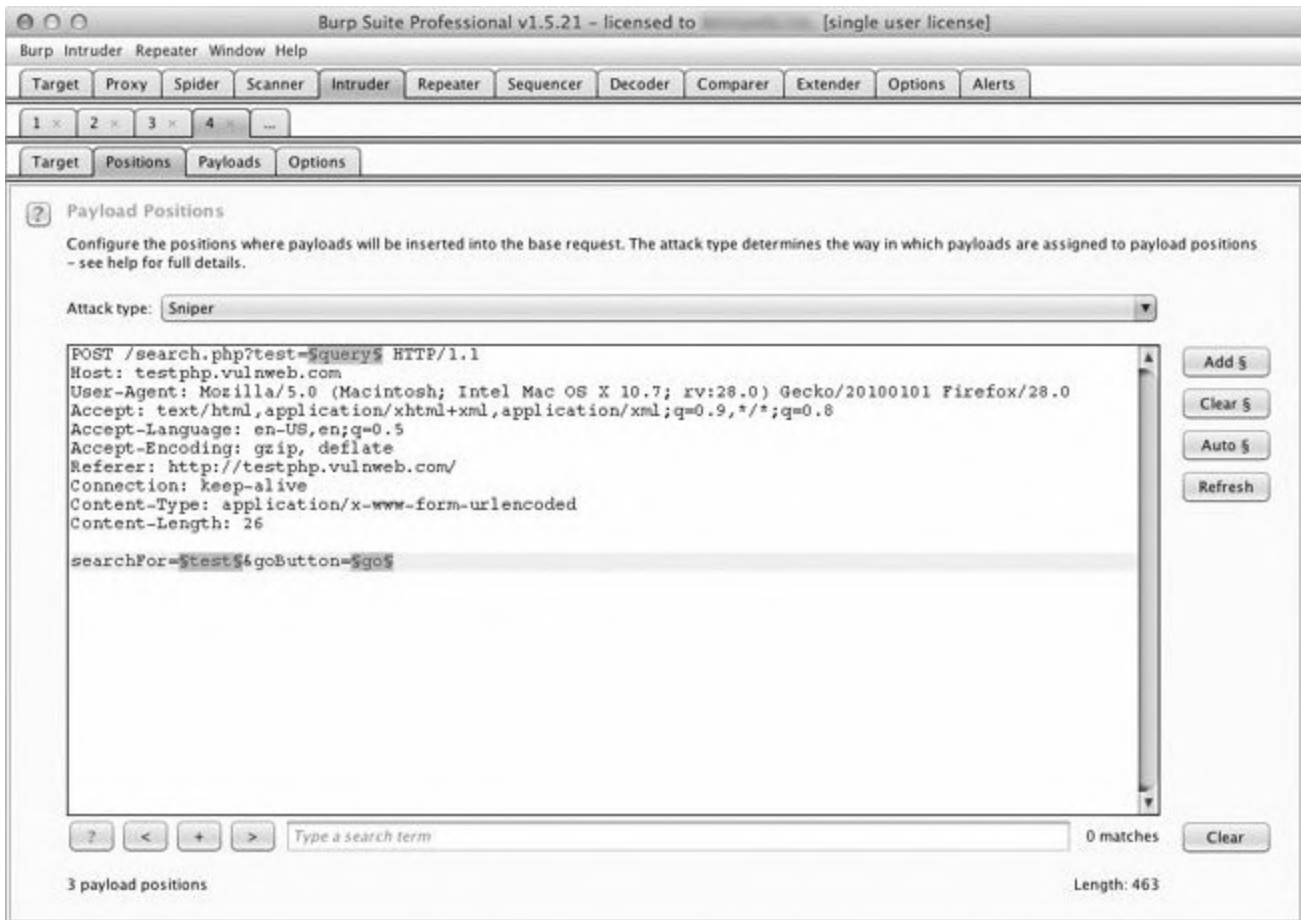 Burp Suite Professional v1.5.21 – licensed to [single user license]
Burp Intruder Repeater Window Help
Target Proxy Spider Scanner Intruder Repeater Sequencer Decoder Comparer Extender Options Alerts
1 × 2 × 3 × 4 × ...
Target Positions Payloads Options
? Payload Positions
Configure the positions where payloads will be inserted into the base request. The attack type determines the way in which payloads are assigned to payload positions
– see help for full details.
Attack type: Sniper
POST /search.php?test=§query§ HTTP/1.1
Host: testphp.vulnweb.com
User-Agent: Mozilla/5.0 (Macintosh; Intel Mac OS X 10.7; rv:28.0) Gecko/20100101 Firefox/28.0
Accept: text/html,application/xhtml+xml,application/xml;q=0.9,*/*;q=0.8
Accept-Language: en-US,en;q=0.5
Accept-Encoding: gzip, deflate
Referer: http://testphp.vulnweb.com/
Connection: keep-alive
Content-Type: application/x-www-form-urlencoded
Content-Length: 26
searchFor=§test§&goButton=§go§
Add §
Clear §
Auto §
Refresh
? < + > Type a search term 0 matches Clear
3 payload positions Length: 463